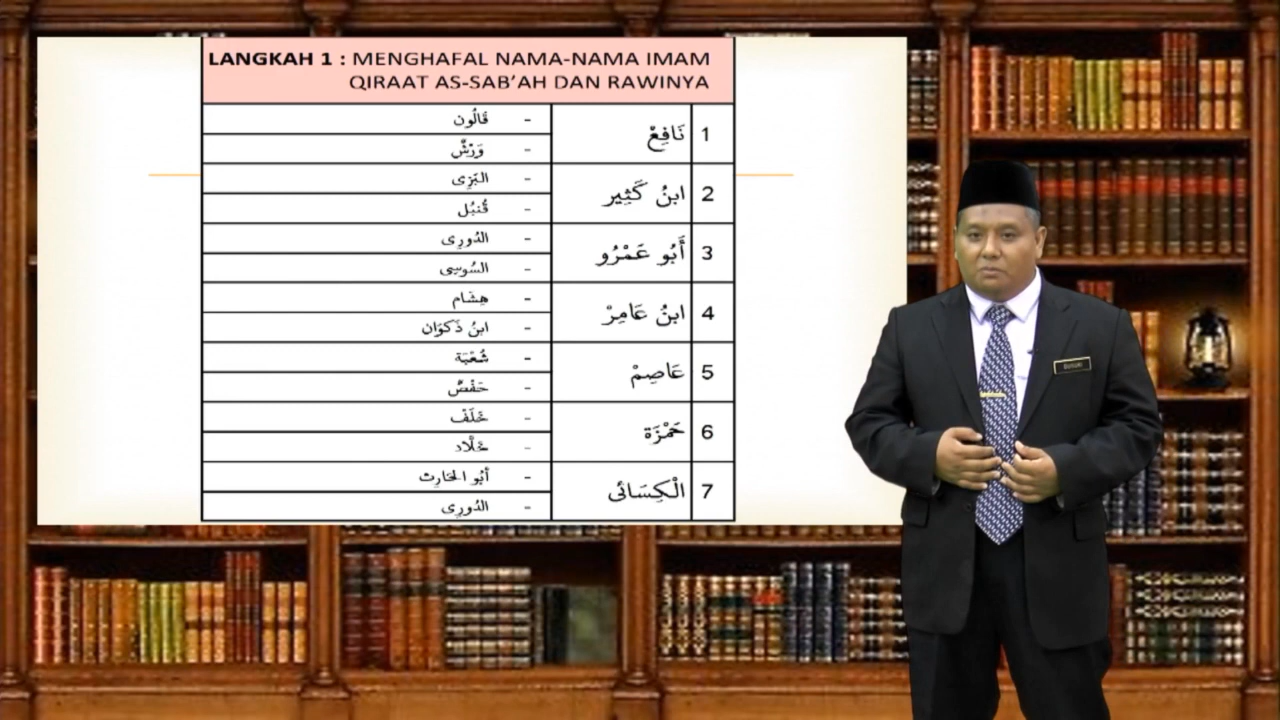 LANGKAH 1 : MENGHAFAL NAMA-NAMA IMAM
QIRAAT AS-SAB’AH DAN RAWINYA
1 نَافِعْ
- قَالُون
- وَرْشٌ
2 ابنُ كَثِير
- البَزِى
- قُنبُل
3 أَبُو عَمْرُو
- الدُورِى
- السُوسِى
4 ابنُ عَامِرْ
- هِشَام
- ابنُ ذَكوَان
5 عَاصِمْ
- شُعْبَة
- حَفْصٌ
6 حَمْزَة
- خَلَفْ
- خَلَّاد
7 الْكِسَائى
- أبُو الحَارِث
- الدُورِى